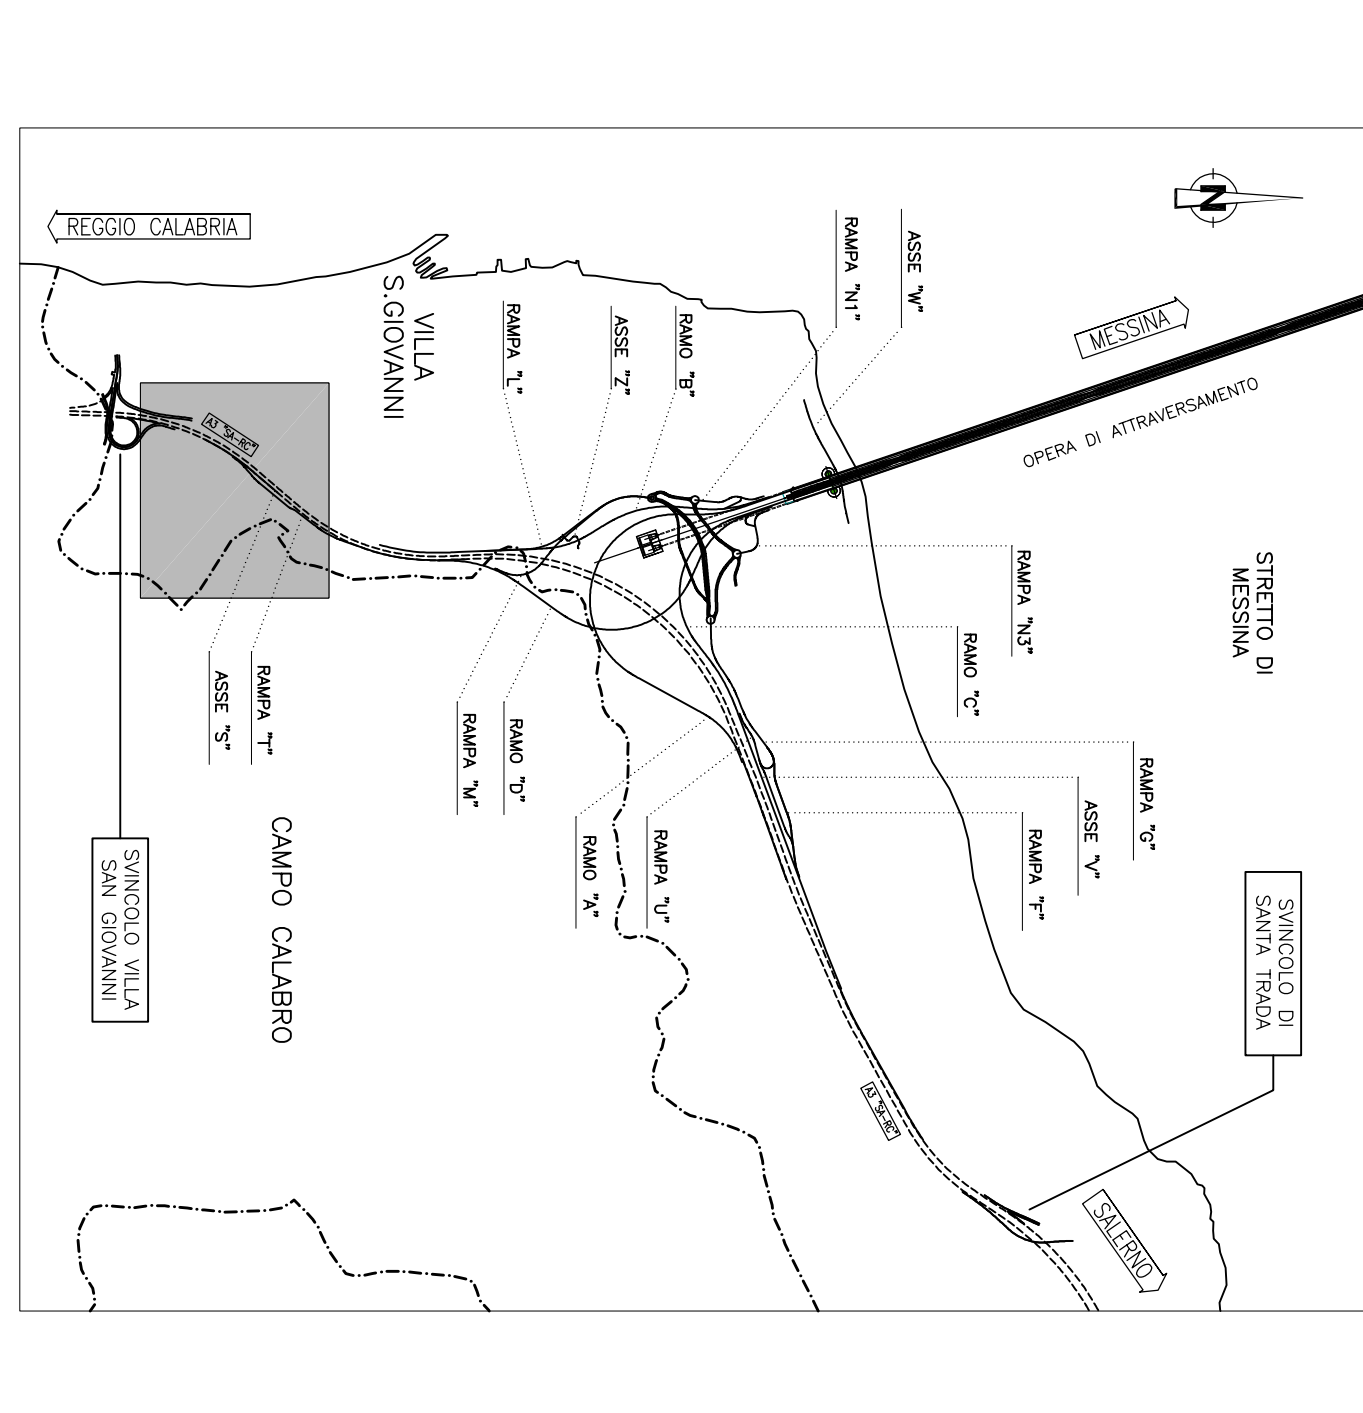 N
REGGIO CALABRIA
MESSINA
OPERA DI ATTRAVERSAMENTO
ASSE "W"
RAMPA "N1"
RAMO "B"
ASSE "Z"
RAMPA "L"
VILLA
S.GIOVANNI
A3 "SA-RC"
STRETTO DI
MESSINA
RAMPA "N3"
RAMO "C"
RAMPA "G"
ASSE "V"
RAMPA "F"
RAMPA "U"
RAMO "A"
RAMO "D"
RAMPA "M"
RAMPA "T"
ASSE "S"
CAMPO CALABRO
SVINCOLO VILLA
SAN GIOVANNI
SVINCOLO DI
SANTA TRADA
A3 "SA-RC"
SALERNO